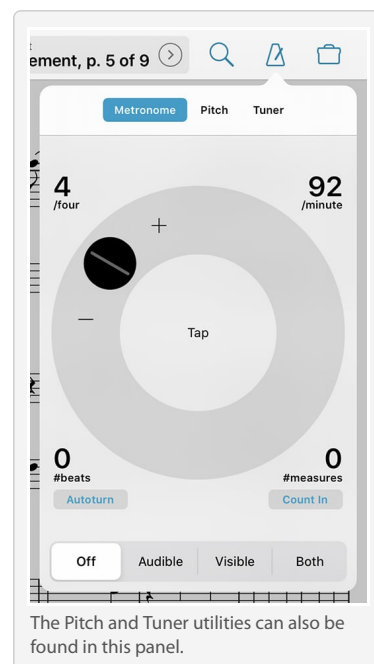 ement, p. 5 of 9
Metronome Pitch Tuner
4 92
/four /minute
+
−
Tap
0 0
#beats #measures
Autoturn Count In
Off Audible Visible Both
The Pitch and Tuner utilities can also be
found in this panel.